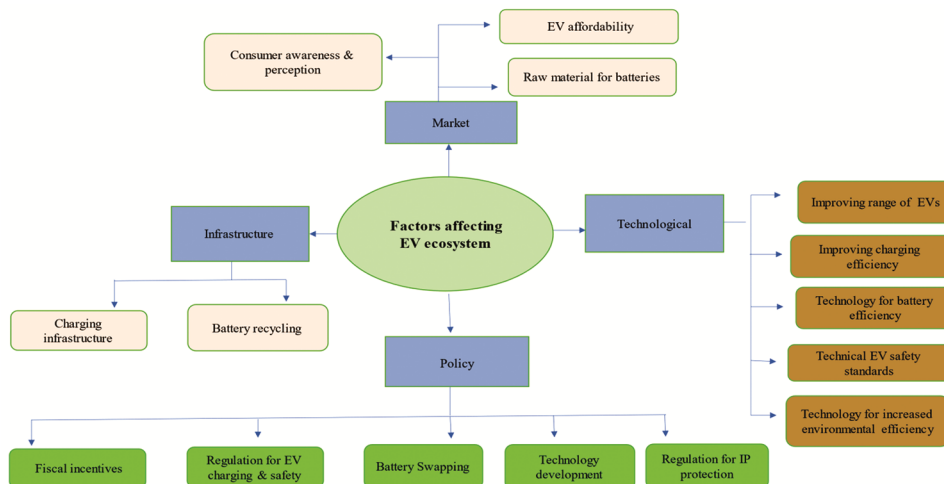 EV affordability
Consumer awareness &
perception
Raw material for batteries
Market
Factors affecting
EV ecosystem
Infrastructure
Technological
Improving range of EVs
Improving charging
efficiency
Technology for battery
efficiency
Technical EV safety
standards
Technology for increased
environmental efficiency
Charging
infrastructure
Battery recycling
Policy
Fiscal incentives
Regulation for EV
charging & safety
Battery Swapping
Technology
development
Regulation for IP
protection